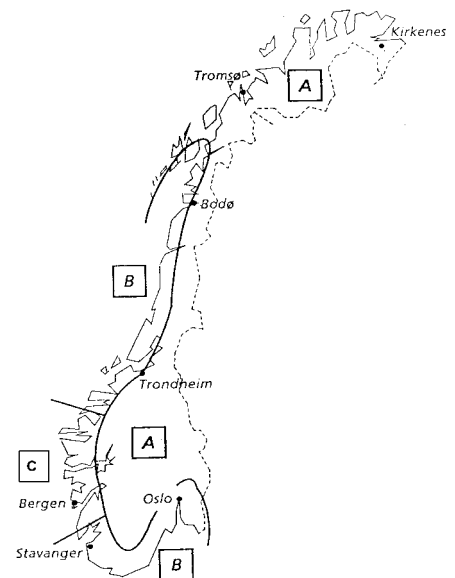 Kirkenes
Tromsø
A
Bodø
B
Trondheim
A
C
Bergen
Oslo
Stavanger
B